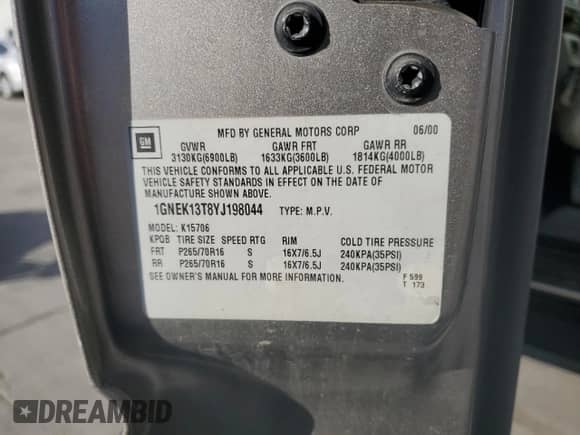 GM
MFD BY GENERAL MOTORS CORP 06/00
GVWR GAWR FRT GAWR RR
3130KG(6900LB) 1633KG(3600LB) 1814KG(4000LB)
THIS VEHICLE CONFORMS TO ALL APPLICABLE U.S. FEDERAL MOTOR
VEHICLE SAFETY STANDARDS IN EFFECT ON THE DATE OF
MANUFACTURE SHOWN ABOVE.
1GNEK13T8YJ198044 TYPE: M.P.V.
MODEL: K15706
KPQB TIRE SIZE SPEED RTG RIM COLD TIRE PRESSURE
FRT P265/70R16 S 16X7/6.5J 240KPA(35PSI)
RR P265/70R16 S 16X7/6.5J 240KPA(35PSI)
SEE OWNER'S MANUAL FOR MORE INFORMATION.
F 599
T 173
DREAMBID